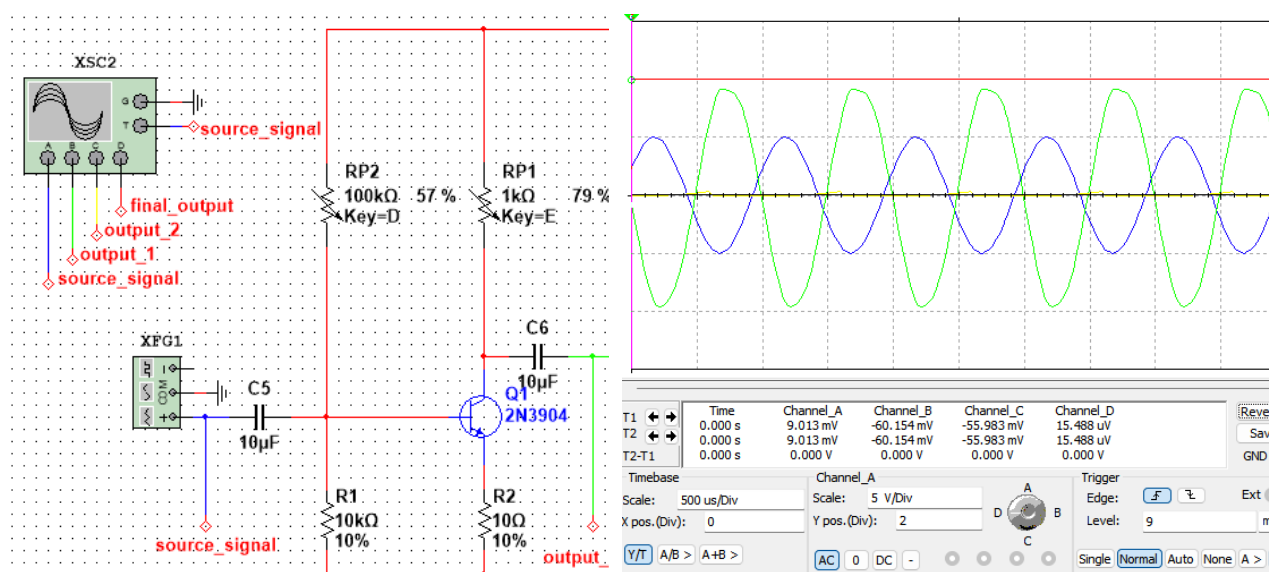 XSC2
G
T
source_signal
A B C D
final_output
output_2
output_1
source_signal
RP2
100kΩ 57 %
Key=D
RP1
1kΩ 79 %
Key=E
XFG1
COM
C5
10µF
C6
10µF
Q1
2N3904
R1
10kΩ
10%
R2
10Ω
10%
source_signal
output_
Time Channel_A Channel_B Channel_C Channel_D
T1 0.000 s 9.013 mV -60.154 mV -55.983 mV 15.488 uV
T2 0.000 s 9.013 mV -60.154 mV -55.983 mV 15.488 uV
T2-T1 0.000 s 0.000 V 0.000 V 0.000 V 0.000 V
Reve
Sav
GND
Timebase
Scale: 500 us/Div
X pos.(Div): 0
Y/T A/B > A+B >
Channel_A
Scale: 5 V/Div
Y pos.(Div): 2
AC 0 DC -
A
D B
C
Trigger
Edge: Ext
Level: 9 m
Single Normal Auto None A >